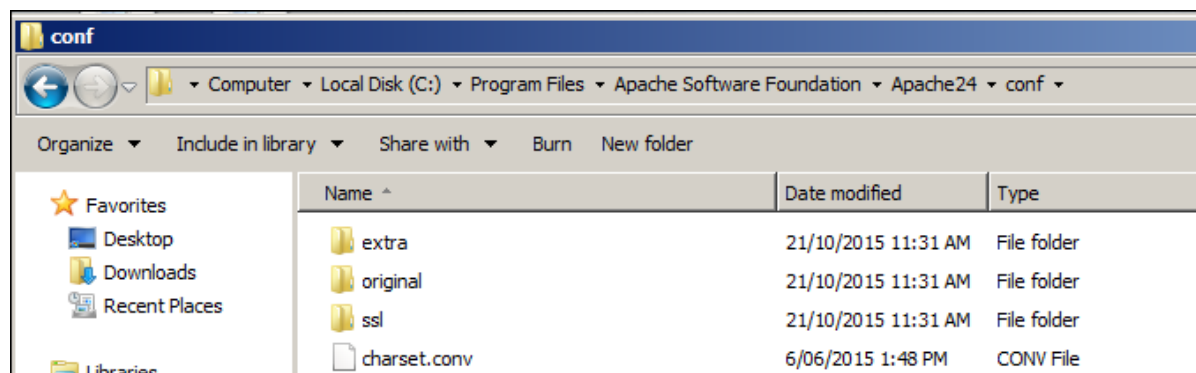 conf
Computer Local Disk (C:) Program Files Apache Software Foundation Apache24 conf
Organize Include in library Share with Burn New folder
Favorites
Desktop
Downloads
Recent Places
Libraries
Name Date modified Type
extra 21/10/2015 11:31 AM File folder
original 21/10/2015 11:31 AM File folder
ssl 21/10/2015 11:31 AM File folder
charset.conv 6/06/2015 1:48 PM CONV File